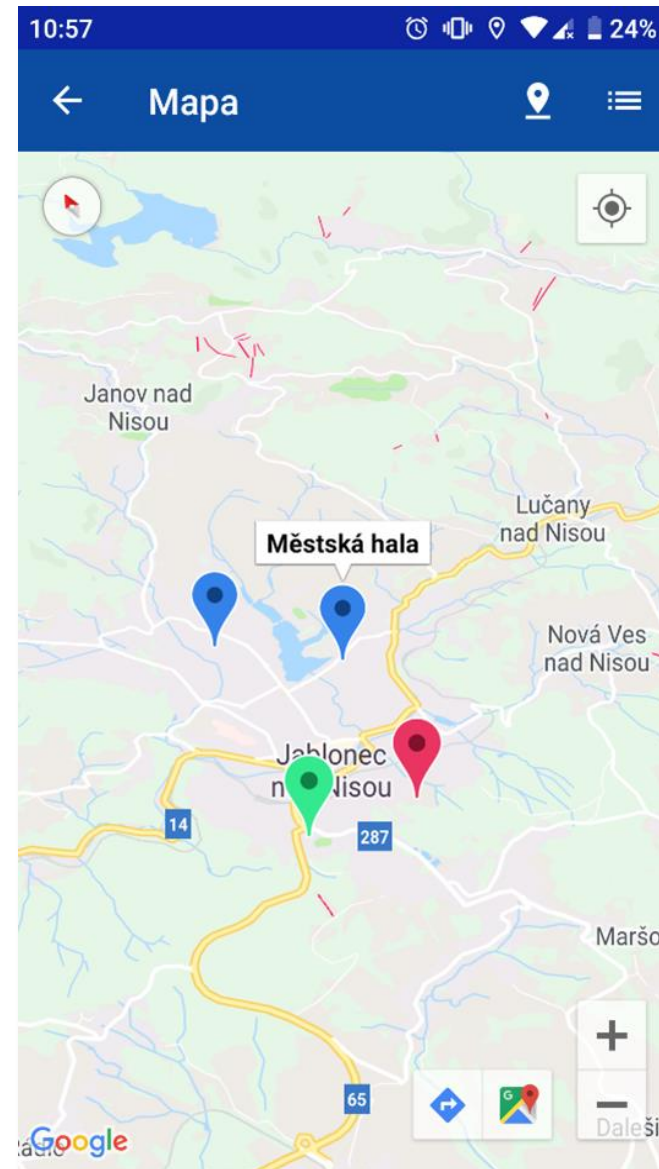 10:57
24%
Mapa
Janov nad
Nisou
Lučany
nad Nisou
Městská hala
Nová Ves
nad Nisou
Jablonec
n Nisou
14
287
Maršo
65
Daleši
Google